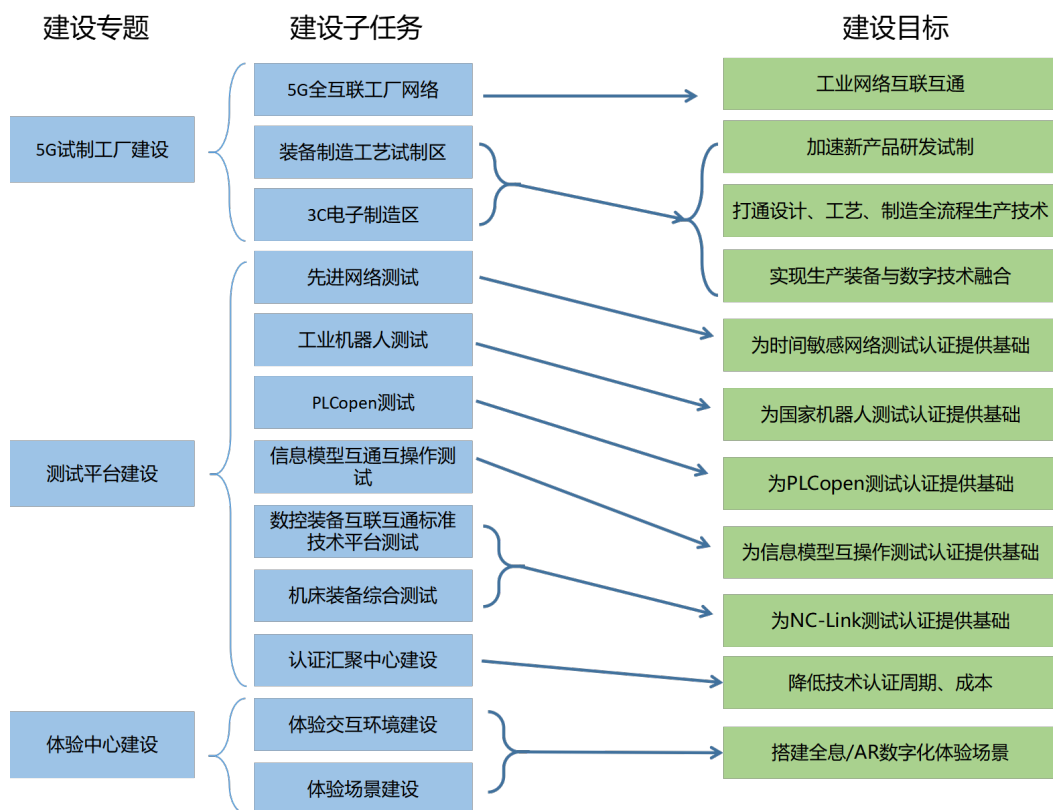 建设专题
建设子任务
建设目标
5G试制工厂建设
测试平台建设
体验中心建设
5G全互联工厂网络
装备制造工艺试制区
3C电子制造区
先进网络测试
工业机器人测试
PLCopen测试
信息模型互通互操作测
试
数控装备互联互通标准
技术平台测试
机床装备综合测试
认证汇聚中心建设
体验交互环境建设
体验场景建设
工业网络互联互通
加速新产品研发试制
打通设计、工艺、制造全流程生产技术
实现生产装备与数字技术融合
为时间敏感网络测试认证提供基础
为国家机器人测试认证提供基础
为PLCopen测试认证提供基础
为信息模型互操作测试认证提供基础
为NC-Link测试认证提供基础
降低技术认证周期、成本
搭建全息/AR数字化体验场景